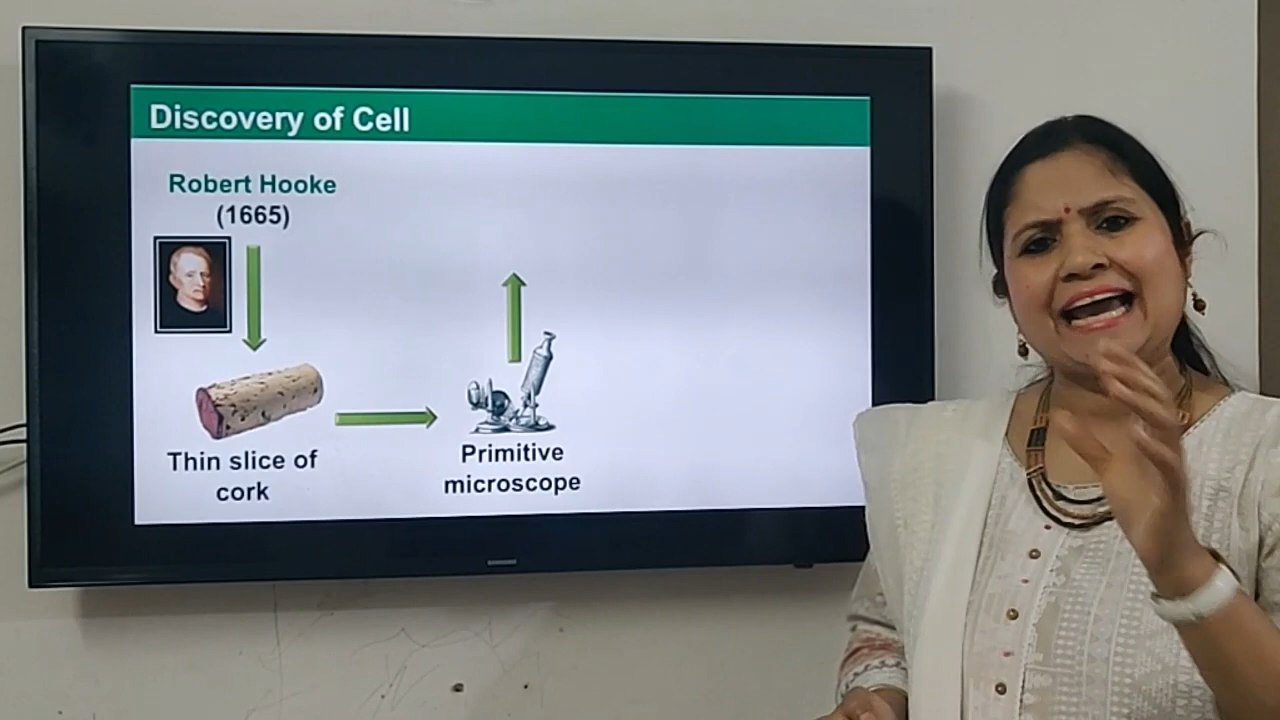 Discovery of Cell
Robert Hooke
(1665)
Thin slice of
cork
Primitive
microscope